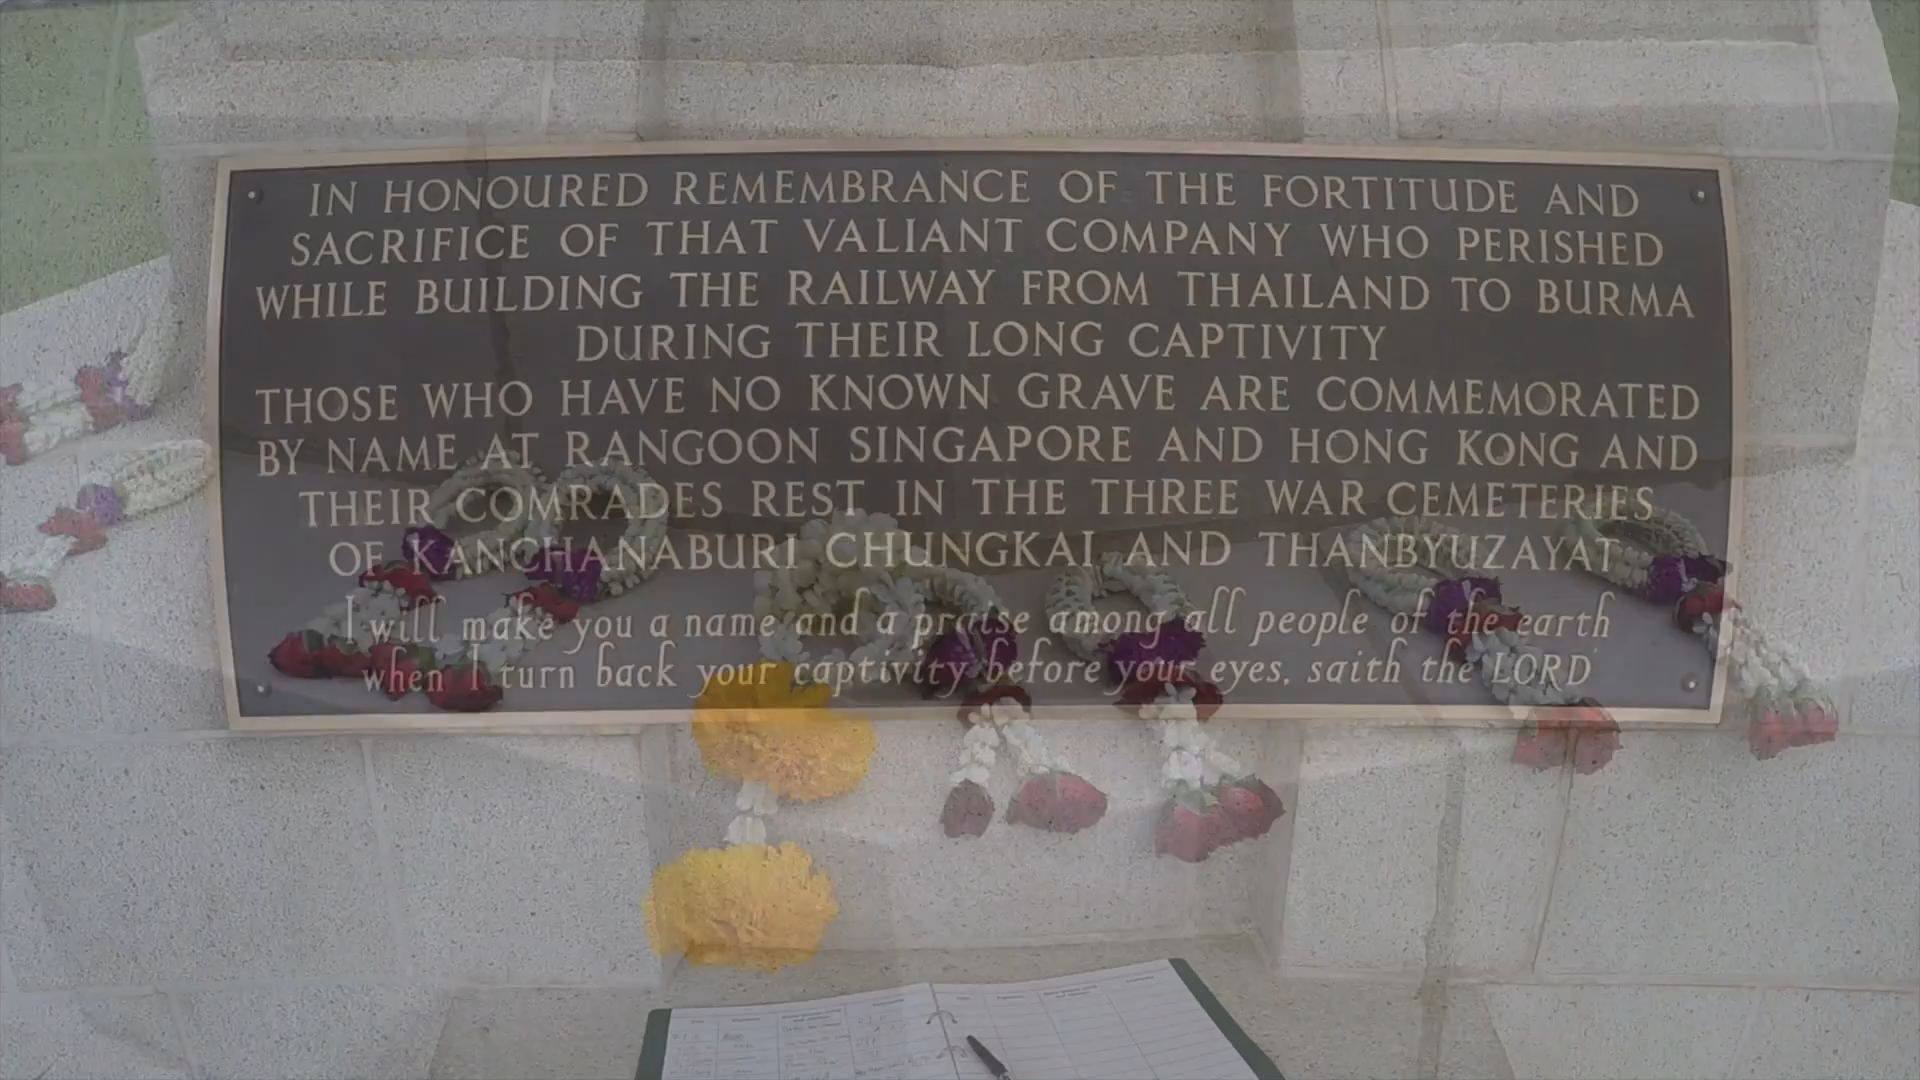 IN HONOURED REMEMBRANCE OF THE FORTITUDE AND
SACRIFICE OF THAT VALIANT COMPANY WHO PERISHED
WHILE BUILDING THE RAILWAY FROM THAILAND TO BURMA
DURING THEIR LONG CAPTIVITY
THOSE WHO HAVE NO KNOWN GRAVE ARE COMMEMORATED
BY NAME AT RANGOON SINGAPORE AND HONG KONG AND
THEIR COMRADES REST IN THE THREE WAR CEMETERIES
OF KANCHANABURI CHUNGKAI AND THANBYUZAYAT
I will make you a name and a praise among all people of the earth
when I turn back your captivity before your eyes, saith the LORD